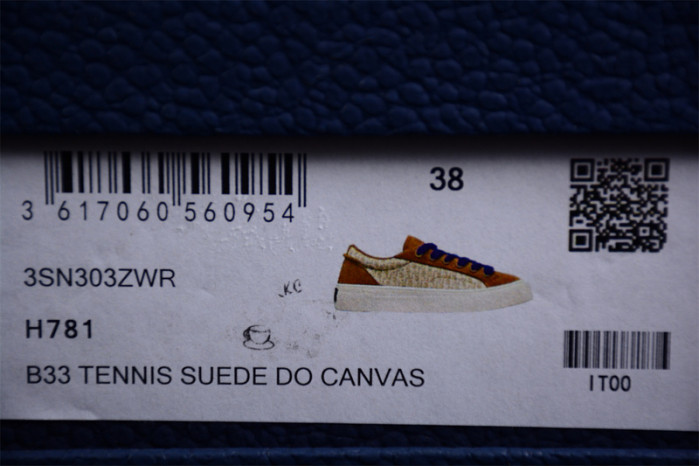 38
3 617060 560954
3SN303ZWR
.K.C
H781
B33 TENNIS SUEDE DO CANVAS
IT00